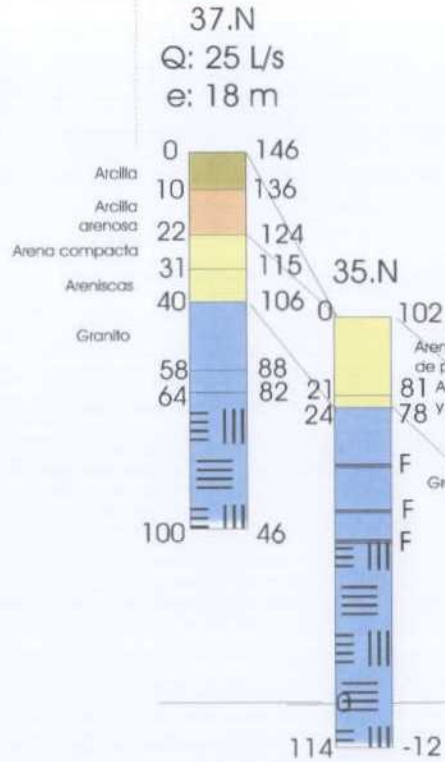 37.N
Q: 25 L/s
e: 18 m
0 146
Arcilla
10 136
Arcilla
arenosa
22 124
Arena compacta
31 115
Areniscas
40 106
Granito
58 88
64 82
100 46
35.N
0 102
21 81
24 78
y
F
F
F
0
114 -12